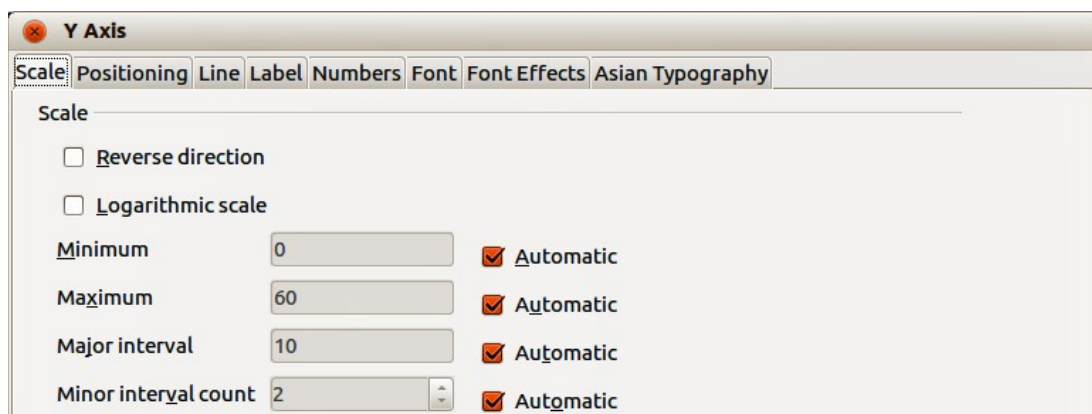 Y Axis
Scale Positioning Line Label Numbers Font Font Effects Asian Typography
Scale
Reverse direction
Logarithmic scale
Minimum 0 Automatic
Maximum 60 Automatic
Major interval 10 Automatic
Minor interval count 2 Automatic